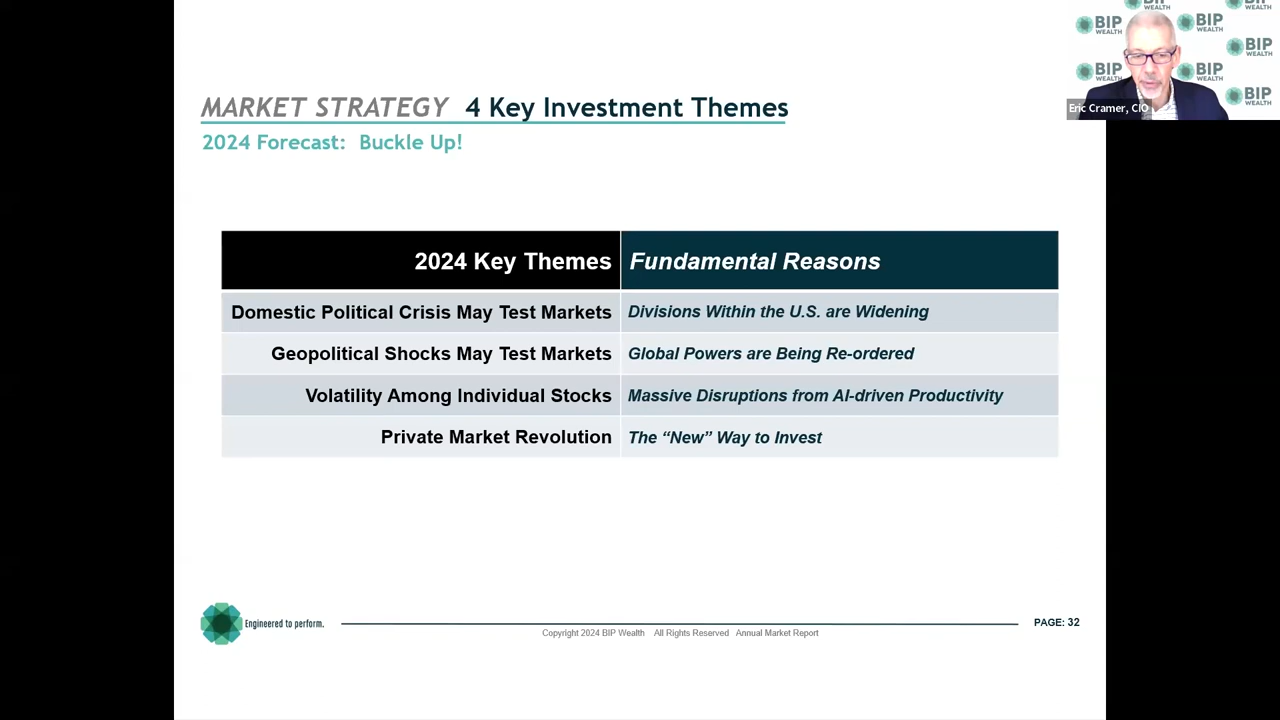 MARKET STRATEGY 4 Key Investment Themes
2024 Forecast: Buckle Up!
BIP
WEALTH
BIP
WEALTH
BIP
WEALTH
BIP
WEALTH
BIP
WEALTH
BIP
WEALTH
Eric Cramer, CIO
2024 Key Themes Fundamental Reasons
Domestic Political Crisis May Test Markets Divisions Within the U.S. are Widening
Geopolitical Shocks May Test Markets Global Powers are Being Re-ordered
Volatility Among Individual Stocks Massive Disruptions from AI-driven Productivity
Private Market Revolution The “New” Way to Invest
Engineered to perform.
Copyright 2024 BIP Wealth All Rights Reserved Annual Market Report
PAGE: 32